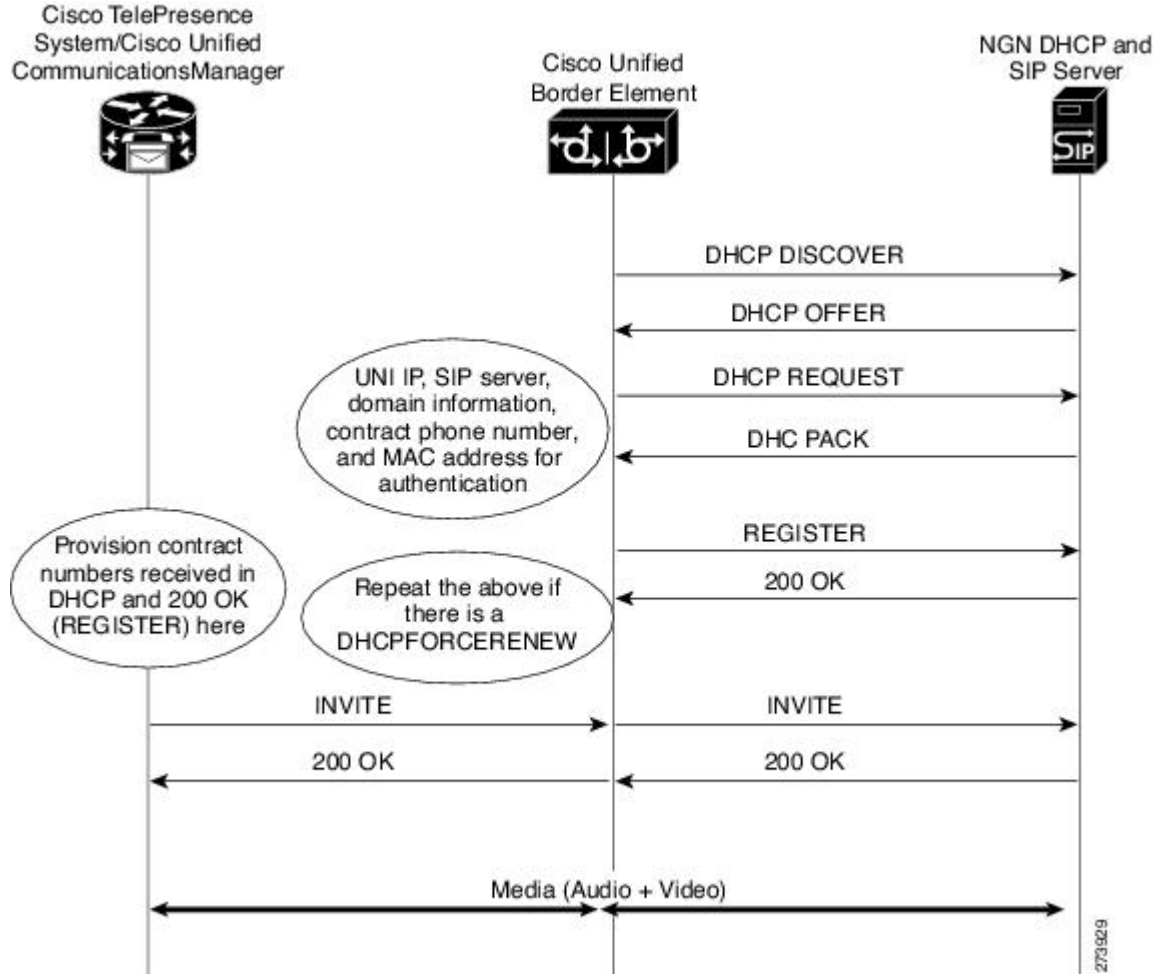 Cisco TelePresence
System/Cisco Unified
CommunicationsManager
Cisco Unified
Border Element
NGN DHCP and
SIP Server
SIP
DHCP DISCOVER
DHCP OFFER
UNI IP, SIP server,
domain information,
contract phone number,
and MAC address for
authentication
DHCP REQUEST
DHC PACK
REGISTER
200 OK
Provision contract
numbers received in
DHCP and 200 OK
(REGISTER) here
Repeat the above if
there is a
DHCPFORCERENEW
INVITE
INVITE
200 OK
200 OK
Media (Audio + Video)
273929